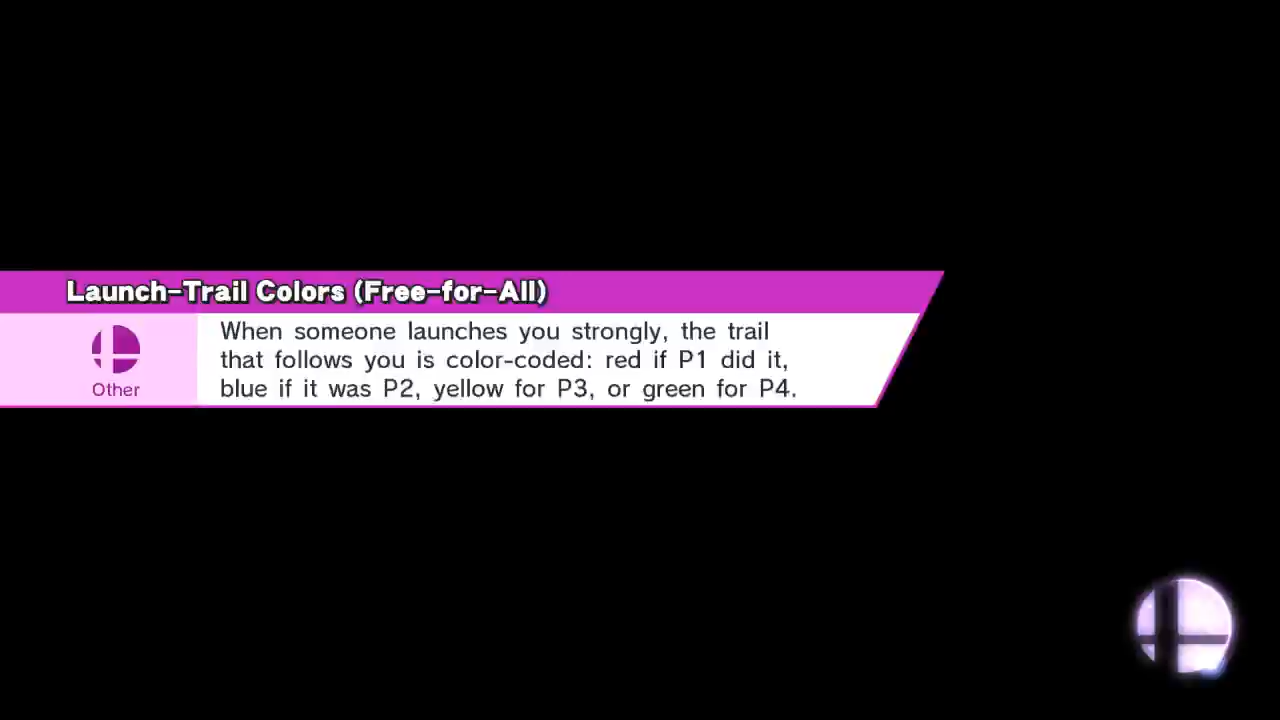 Launch-Trail Colors (Free-for-All)
Other
When someone launches you strongly, the trail
that follows you is color-coded: red if P1 did it,
blue if it was P2, yellow for P3, or green for P4.